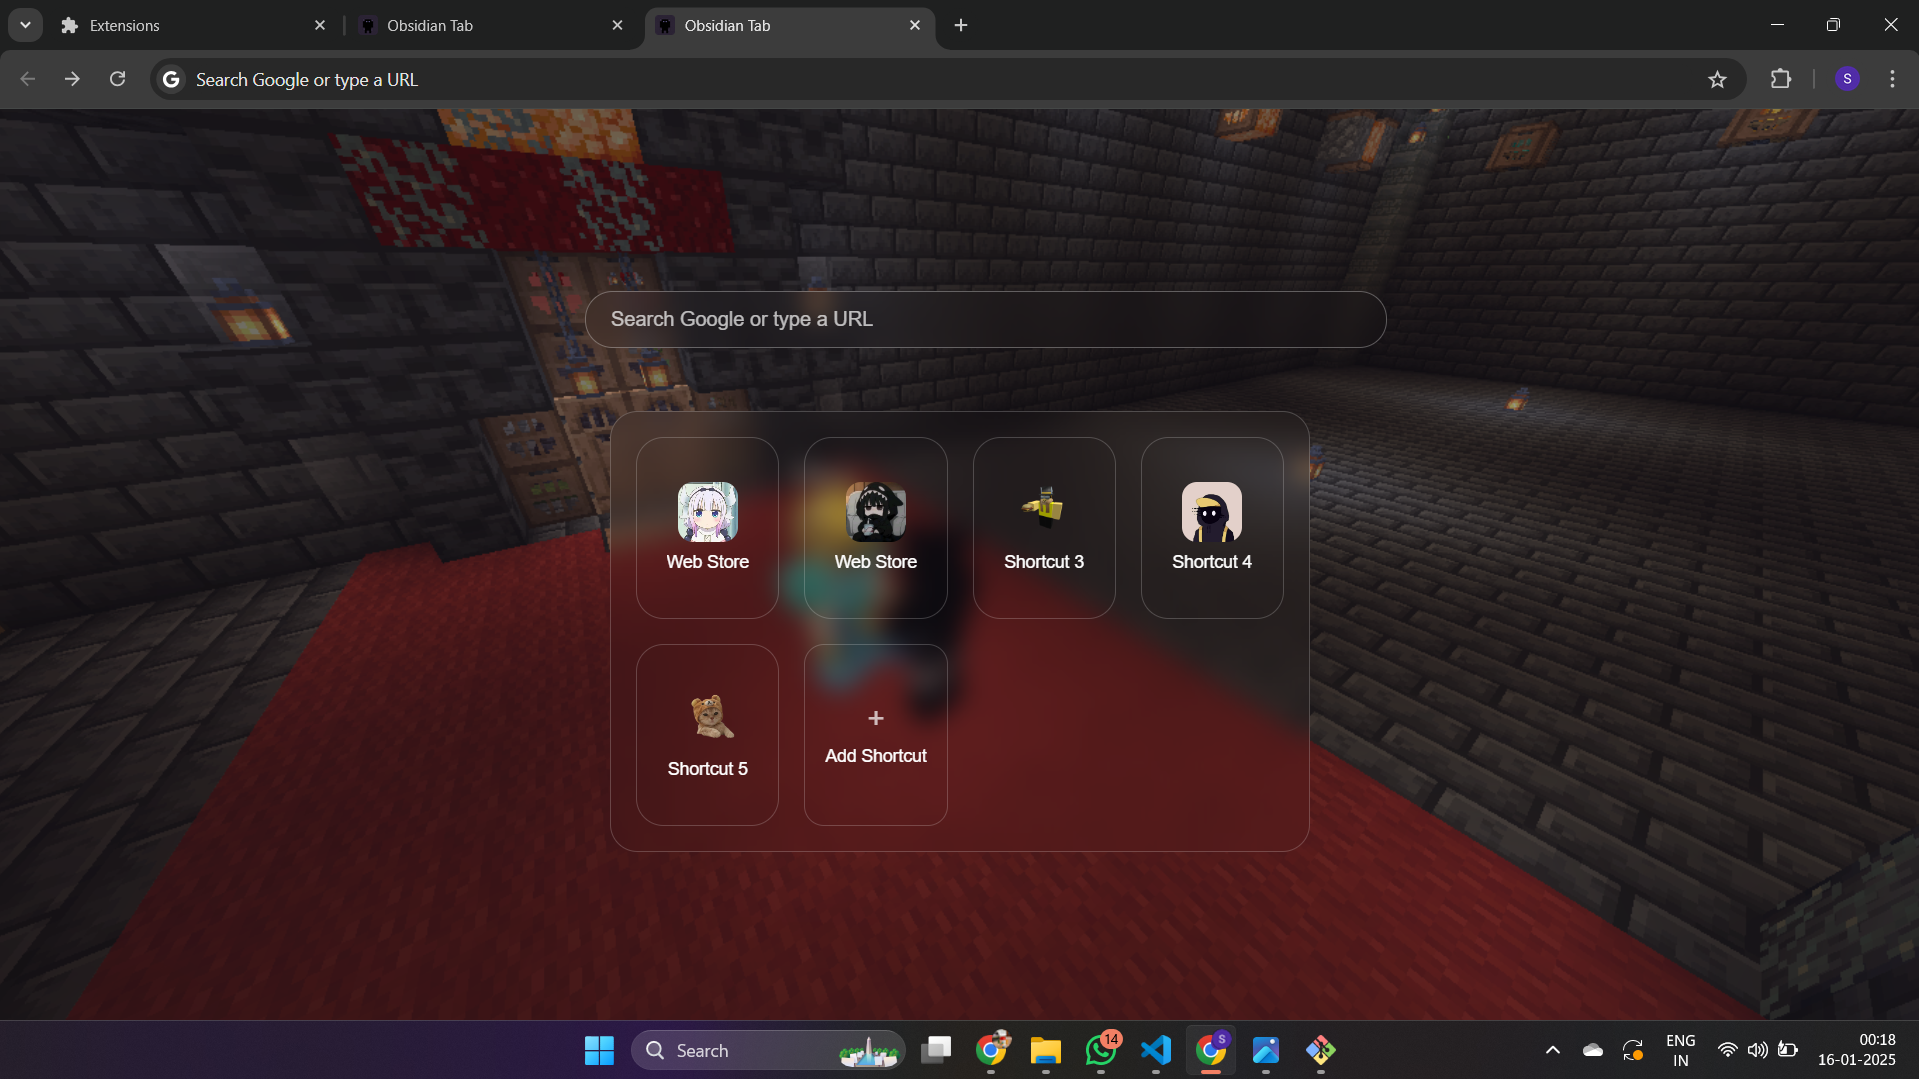 Extensions
Obsidian Tab
Obsidian Tab
G Search Google or type a URL
S
Search Google or type a URL
Web Store
Web Store
Shortcut 3
Shortcut 4
Shortcut 5
+
Add Shortcut
Search
14
S
ENG
IN
00:18
16-01-2025